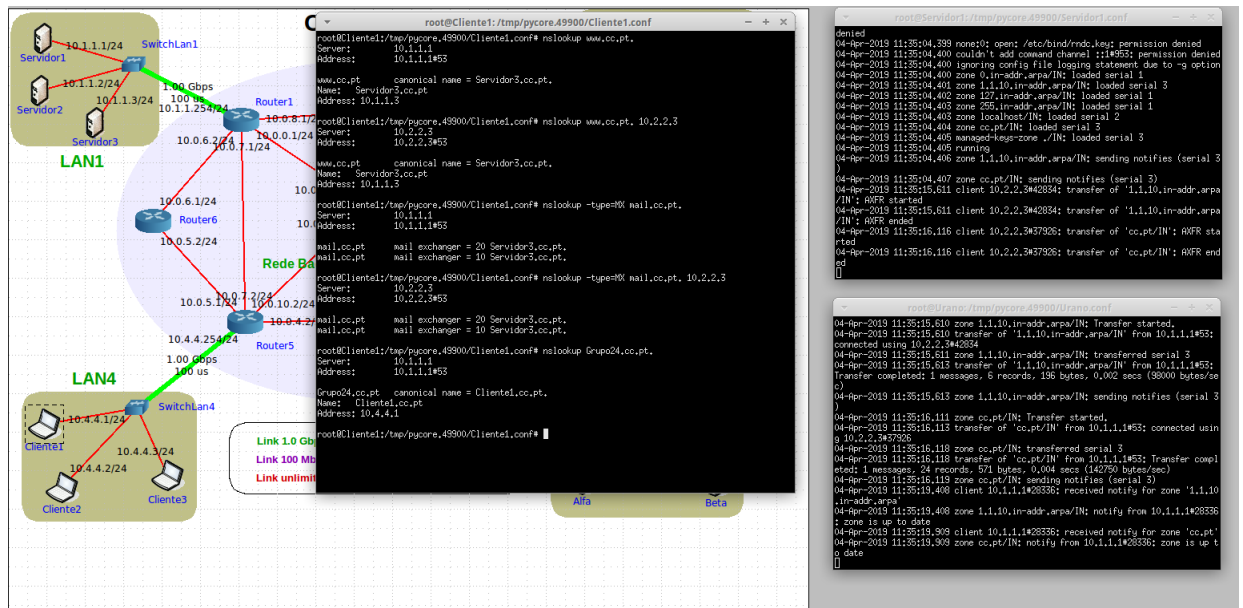 C
10.1.1.1/24
SwitchLan1
Servidor1
10.1.1.2/24
1.00 Gbps
100 us
10.1.1.3/24
10.1.1.254/24
Router1
Servidor2
Servidor3
10.0.8.1/2
10.0.0.1/24
10.0.6.2/24
10.0.7.1/24
LAN1
10.0
10.0.6.1/24
Router6
10.
10.0.5.2/24
Rede Ba
10.0.7.2/24
10.0.5.1/24
10.0.10.2/24
10.0.4.2/
10.4.4.254/24
Router5
1.00 Gbps
100 us
LAN4
SwitchLan4
10.4.4.1/24
Cliente1
10.4.4.3/24
10.4.4.2/24
Cliente3
Cliente2
Link 1.0 Gb
Link 100 Mb
Link unlimit
Alfa
Beta
root@Cliente1: /tmp/pycore.49900/Cliente1.conf
root@Cliente1:/tmp/pycore.49900/Cliente1.conf# nslookup www.cc.pt.
Server: 10.1.1.1
Address: 10.1.1.1#53
www.cc.pt canonical name = Servidor3.cc.pt.
Name: Servidor3.cc.pt
Address: 10.1.1.3
root@Cliente1:/tmp/pycore.49900/Cliente1.conf# nslookup www.cc.pt. 10.2.2.3
Server: 10.2.2.3
Address: 10.2.2.3#53
www.cc.pt canonical name = Servidor3.cc.pt.
Name: Servidor3.cc.pt
Address: 10.1.1.3
root@Cliente1:/tmp/pycore.49900/Cliente1.conf# nslookup -type=MX mail.cc.pt.
Server: 10.1.1.1
Address: 10.1.1.1#53
mail.cc.pt mail exchanger = 20 Servidor3.cc.pt.
mail.cc.pt mail exchanger = 10 Servidor3.cc.pt.
root@Cliente1:/tmp/pycore.49900/Cliente1.conf# nslookup -type=MX mail.cc.pt. 10.2.2.3
Server: 10.2.2.3
Address: 10.2.2.3#53
mail.cc.pt mail exchanger = 20 Servidor3.cc.pt.
mail.cc.pt mail exchanger = 10 Servidor3.cc.pt.
root@Cliente1:/tmp/pycore.49900/Cliente1.conf# nslookup Grupo24.cc.pt.
Server: 10.1.1.1
Address: 10.1.1.1#53
Grupo24.cc.pt canonical name = Cliente1.cc.pt.
Name: Cliente1.cc.pt
Address: 10.4.4.1
root@Cliente1:/tmp/pycore.49900/Cliente1.conf#
root@Servidor1: /tmp/pycore.49900/Servidor1.conf
denied
04-Apr-2019 11:35:04.399 none:0: open: /etc/bind/rndc.key: permission denied
04-Apr-2019 11:35:04.400 couldn't add command channel ::1#953: permission denied
04-Apr-2019 11:35:04.400 ignoring config file logging statement due to -g option
04-Apr-2019 11:35:04.401 zone 0.in-addr.arpa/IN: loaded serial 1
04-Apr-2019 11:35:04.401 zone 1.1.10.in-addr.arpa/IN: loaded serial 3
04-Apr-2019 11:35:04.402 zone 127.in-addr.arpa/IN: loaded serial 1
04-Apr-2019 11:35:04.403 zone 255.in-addr.arpa/IN: loaded serial 1
04-Apr-2019 11:35:04.403 zone localhost/IN: loaded serial 2
04-Apr-2019 11:35:04.404 zone cc.pt/IN: loaded serial 3
04-Apr-2019 11:35:04.405 managed-keys-zone ./IN: loaded serial 3
04-Apr-2019 11:35:04.405 running
04-Apr-2019 11:35:04.406 zone 1.1.10.in-addr.arpa/IN: sending notifies (serial 3
)
04-Apr-2019 11:35:04.407 zone cc.pt/IN: sending notifies (serial 3)
04-Apr-2019 11:35:15.611 client 10.2.2.3#42834: transfer of '1.1.10.in-addr.arpa
/IN': AXFR started
04-Apr-2019 11:35:15.611 client 10.2.2.3#42834: transfer of '1.1.10.in-addr.arpa
/IN': AXFR ended
04-Apr-2019 11:35:16.116 client 10.2.2.3#37926: transfer of 'cc.pt/IN': AXFR sta
rted
04-Apr-2019 11:35:16.116 client 10.2.2.3#37926: transfer of 'cc.pt/IN': AXFR end
ed
root@Urano: /tmp/pycore.49900/Urano.conf
04-Apr-2019 11:35:15.610 zone 1.1.10.in-addr.arpa/IN: Transfer started.
04-Apr-2019 11:35:15.610 transfer of '1.1.10.in-addr.arpa/IN' from 10.1.1.1#53:
connected using 10.2.2.3#42834
04-Apr-2019 11:35:15.611 zone 1.1.10.in-addr.arpa/IN: transferred serial 3
04-Apr-2019 11:35:15.613 transfer of '1.1.10.in-addr.arpa/IN' from 10.1.1.1#53:
Transfer completed: 1 messages, 6 records, 196 bytes, 0.002 secs (98000 bytes/se
c)
04-Apr-2019 11:35:15.613 zone 1.1.10.in-addr.arpa/IN: sending notifies (serial 3
)
04-Apr-2019 11:35:16.111 zone cc.pt/IN: Transfer started.
04-Apr-2019 11:35:16.113 transfer of 'cc.pt/IN' from 10.1.1.1#53: connected usin
g 10.2.2.3#37926
04-Apr-2019 11:35:16.118 zone cc.pt/IN: transferred serial 3
04-Apr-2019 11:35:16.118 transfer of 'cc.pt/IN' from 10.1.1.1#53: Transfer compl
eted: 1 messages, 24 records, 571 bytes, 0.004 secs (142750 bytes/sec)
04-Apr-2019 11:35:16.119 zone cc.pt/IN: sending notifies (serial 3)
04-Apr-2019 11:35:19.408 client 10.1.1.1#28336: received notify for zone '1.1.10
.in-addr.arpa'
04-Apr-2019 11:35:19.408 zone 1.1.10.in-addr.arpa/IN: notify from 10.1.1.1#28336
: zone is up to date
04-Apr-2019 11:35:19.909 client 10.1.1.1#28336: received notify for zone 'cc.pt'
04-Apr-2019 11:35:19.909 zone cc.pt/IN: notify from 10.1.1.1#28336: zone is up t
o date